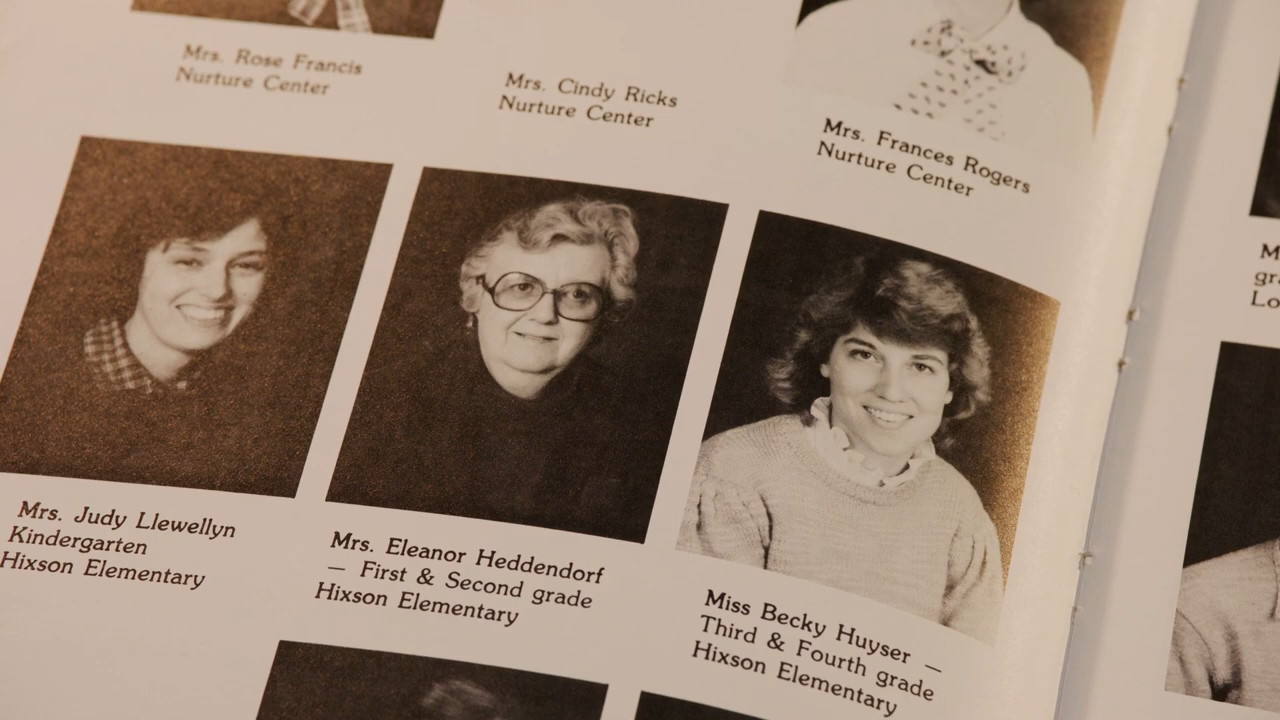 Mrs. Rose Francis
Nurture Center
Mrs. Cindy Ricks
Nurture Center
Mrs. Frances Rogers
Nurture Center
Mrs. Judy Llewellyn
Kindergarten
Hixson Elementary
Mrs. Eleanor Heddendorf
— First & Second grade
Hixson Elementary
Miss Becky Huyser —
Third & Fourth grade
Hixson Elementary